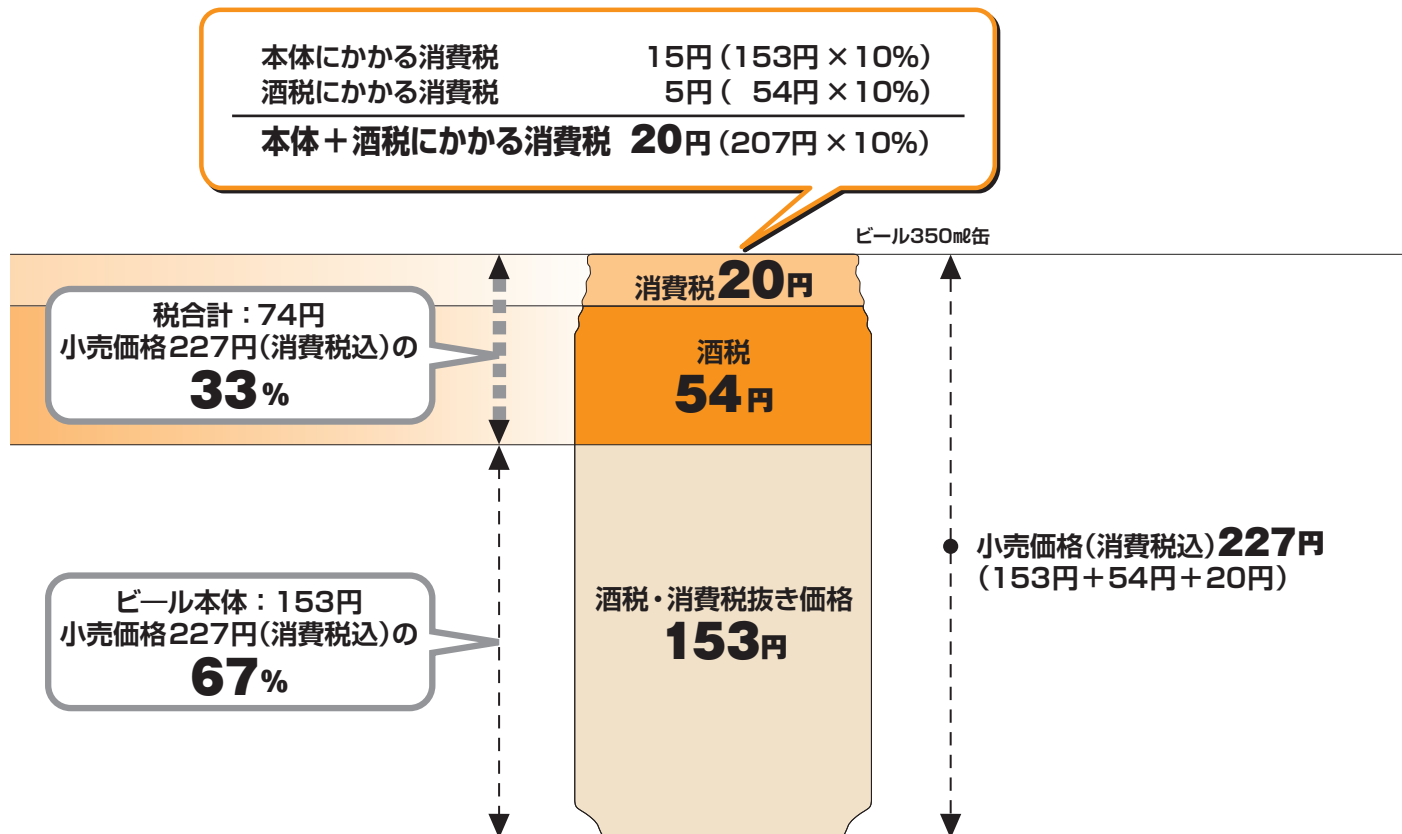 本体にかかる消費税 15円(153円×10%)
酒税にかかる消費税 5円( 54円×10%)
本体+酒税にかかる消費税 20円(207円×10%)
ビール350㎖缶
消費税20円
税合計:74円
小売価格227円(消費税込)の
33%
酒税
54円
小売価格(消費税込)227円
(153円+54円+20円)
ビール本体:153円
小売価格227円(消費税込)の
67%
酒税・消費税抜き価格
153円